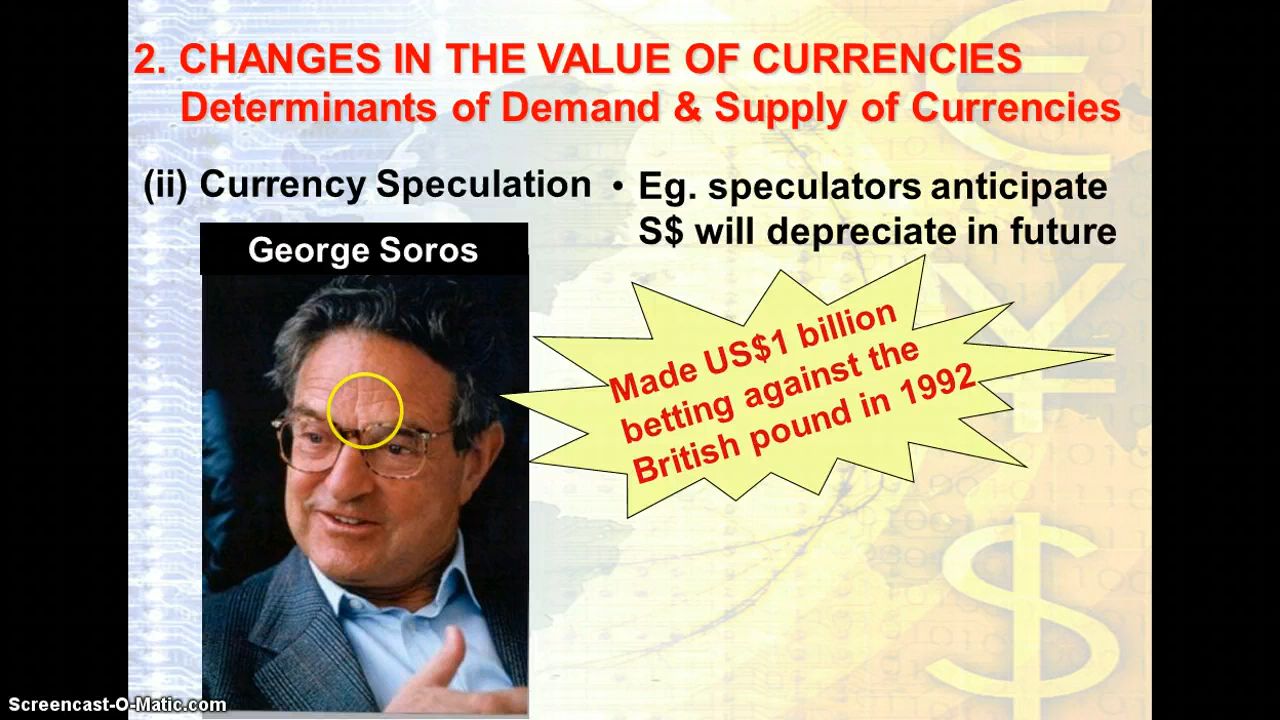 2. CHANGES IN THE VALUE OF CURRENCIES
Determinants of Demand & Supply of Currencies
(ii) Currency Speculation
• Eg. speculators anticipate
S$ will depreciate in future
George Soros
Made US$1 billion
betting against the
British pound in 1992
Screencast-O-Matic.com